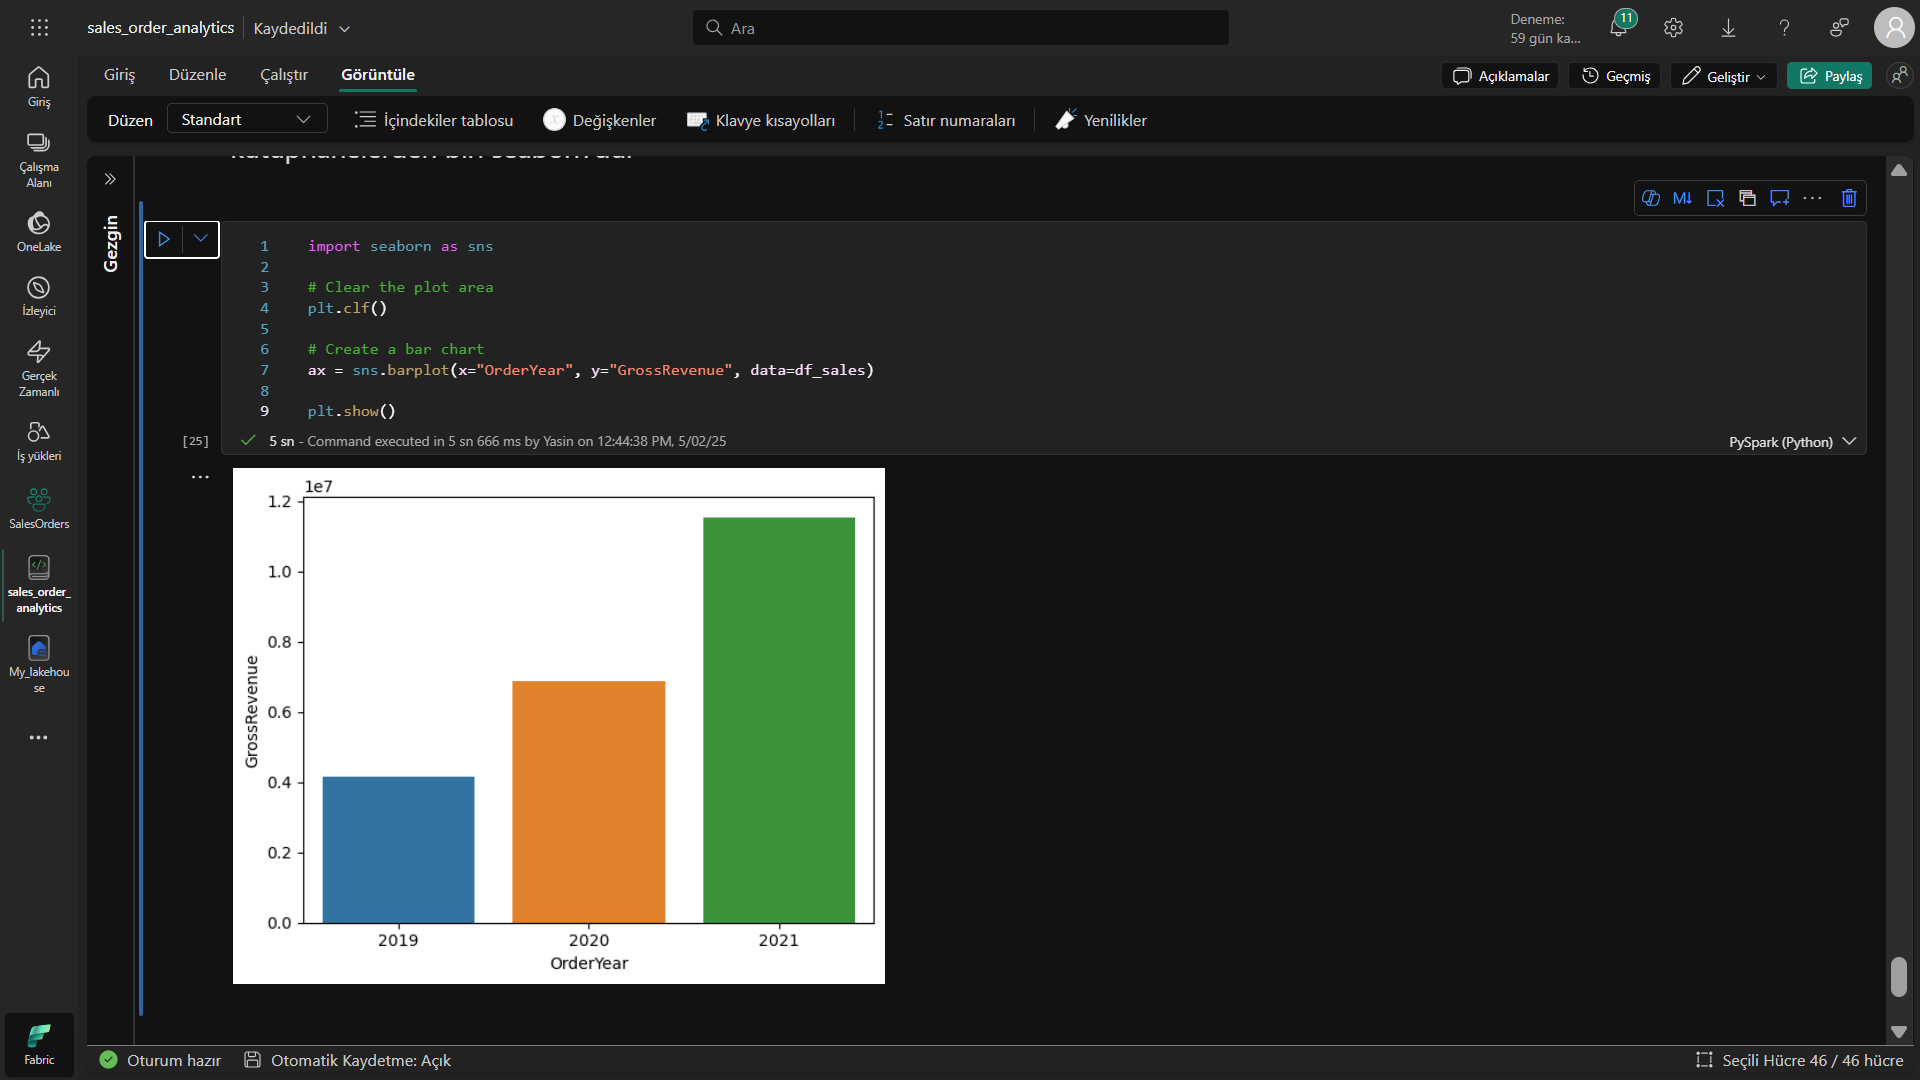 sales_order_analytics
Kaydedildi
Ara
Deneme:
59 gün ka...
11
Giriş
Düzenle
Çalıştır
Görüntüle
Açıklamalar
Geçmiş
Geliştir
Paylaş
Düzen
Standart
İçindekiler tablosu
Değişkenler
Klavye kısayolları
Satır numaraları
Yenilikler
Giriş
Çalışma
Alanı
OneLake
İzleyici
Gerçek
Zamanlı
İş yükleri
SalesOrders
sales_order_
analytics
My_lakehou
se
Fabric
Gezgin
M↓
1 import seaborn as sns
2
3 # Clear the plot area
4 plt.clf()
5
6 # Create a bar chart
7 ax = sns.barplot(x="OrderYear", y="GrossRevenue", data=df_sales)
8
9 plt.show()
[25]
5 sn - Command executed in 5 sn 666 ms by Yasin on 12:44:38 PM, 5/02/25
PySpark (Python)
1e7
1.2
1.0
0.8
0.6
0.4
0.2
0.0
GrossRevenue
2019
2020
2021
OrderYear
Oturum hazır
Otomatik Kaydetme: Açık
Seçili Hücre 46 / 46 hücre